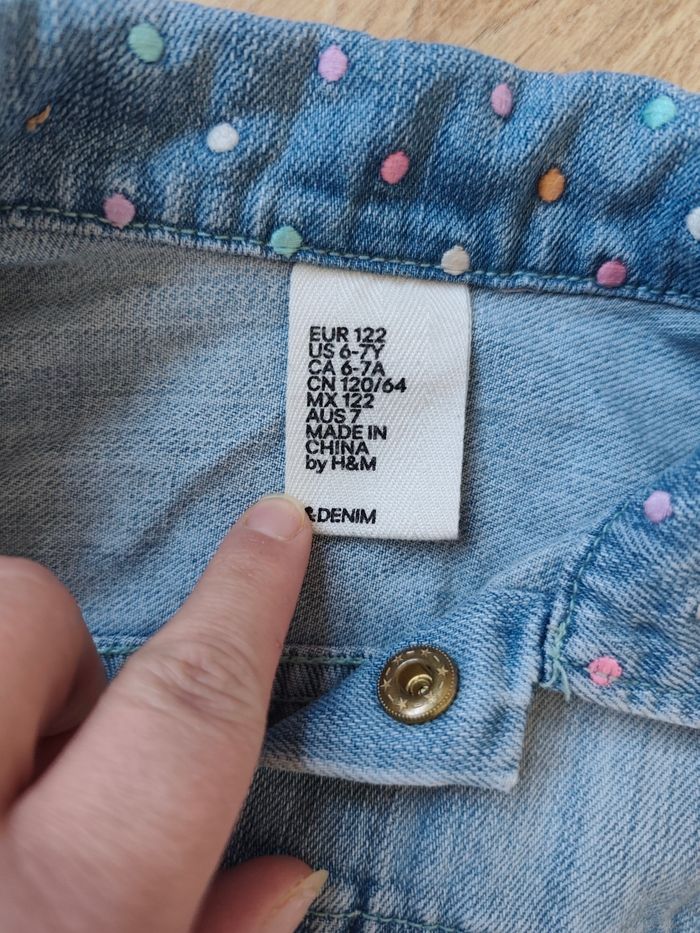 EUR 122
US 6-7Y
CA 6-7A
CN 120/64
MX 122
AUS 7
MADE IN
CHINA
by H&M
&DENIM